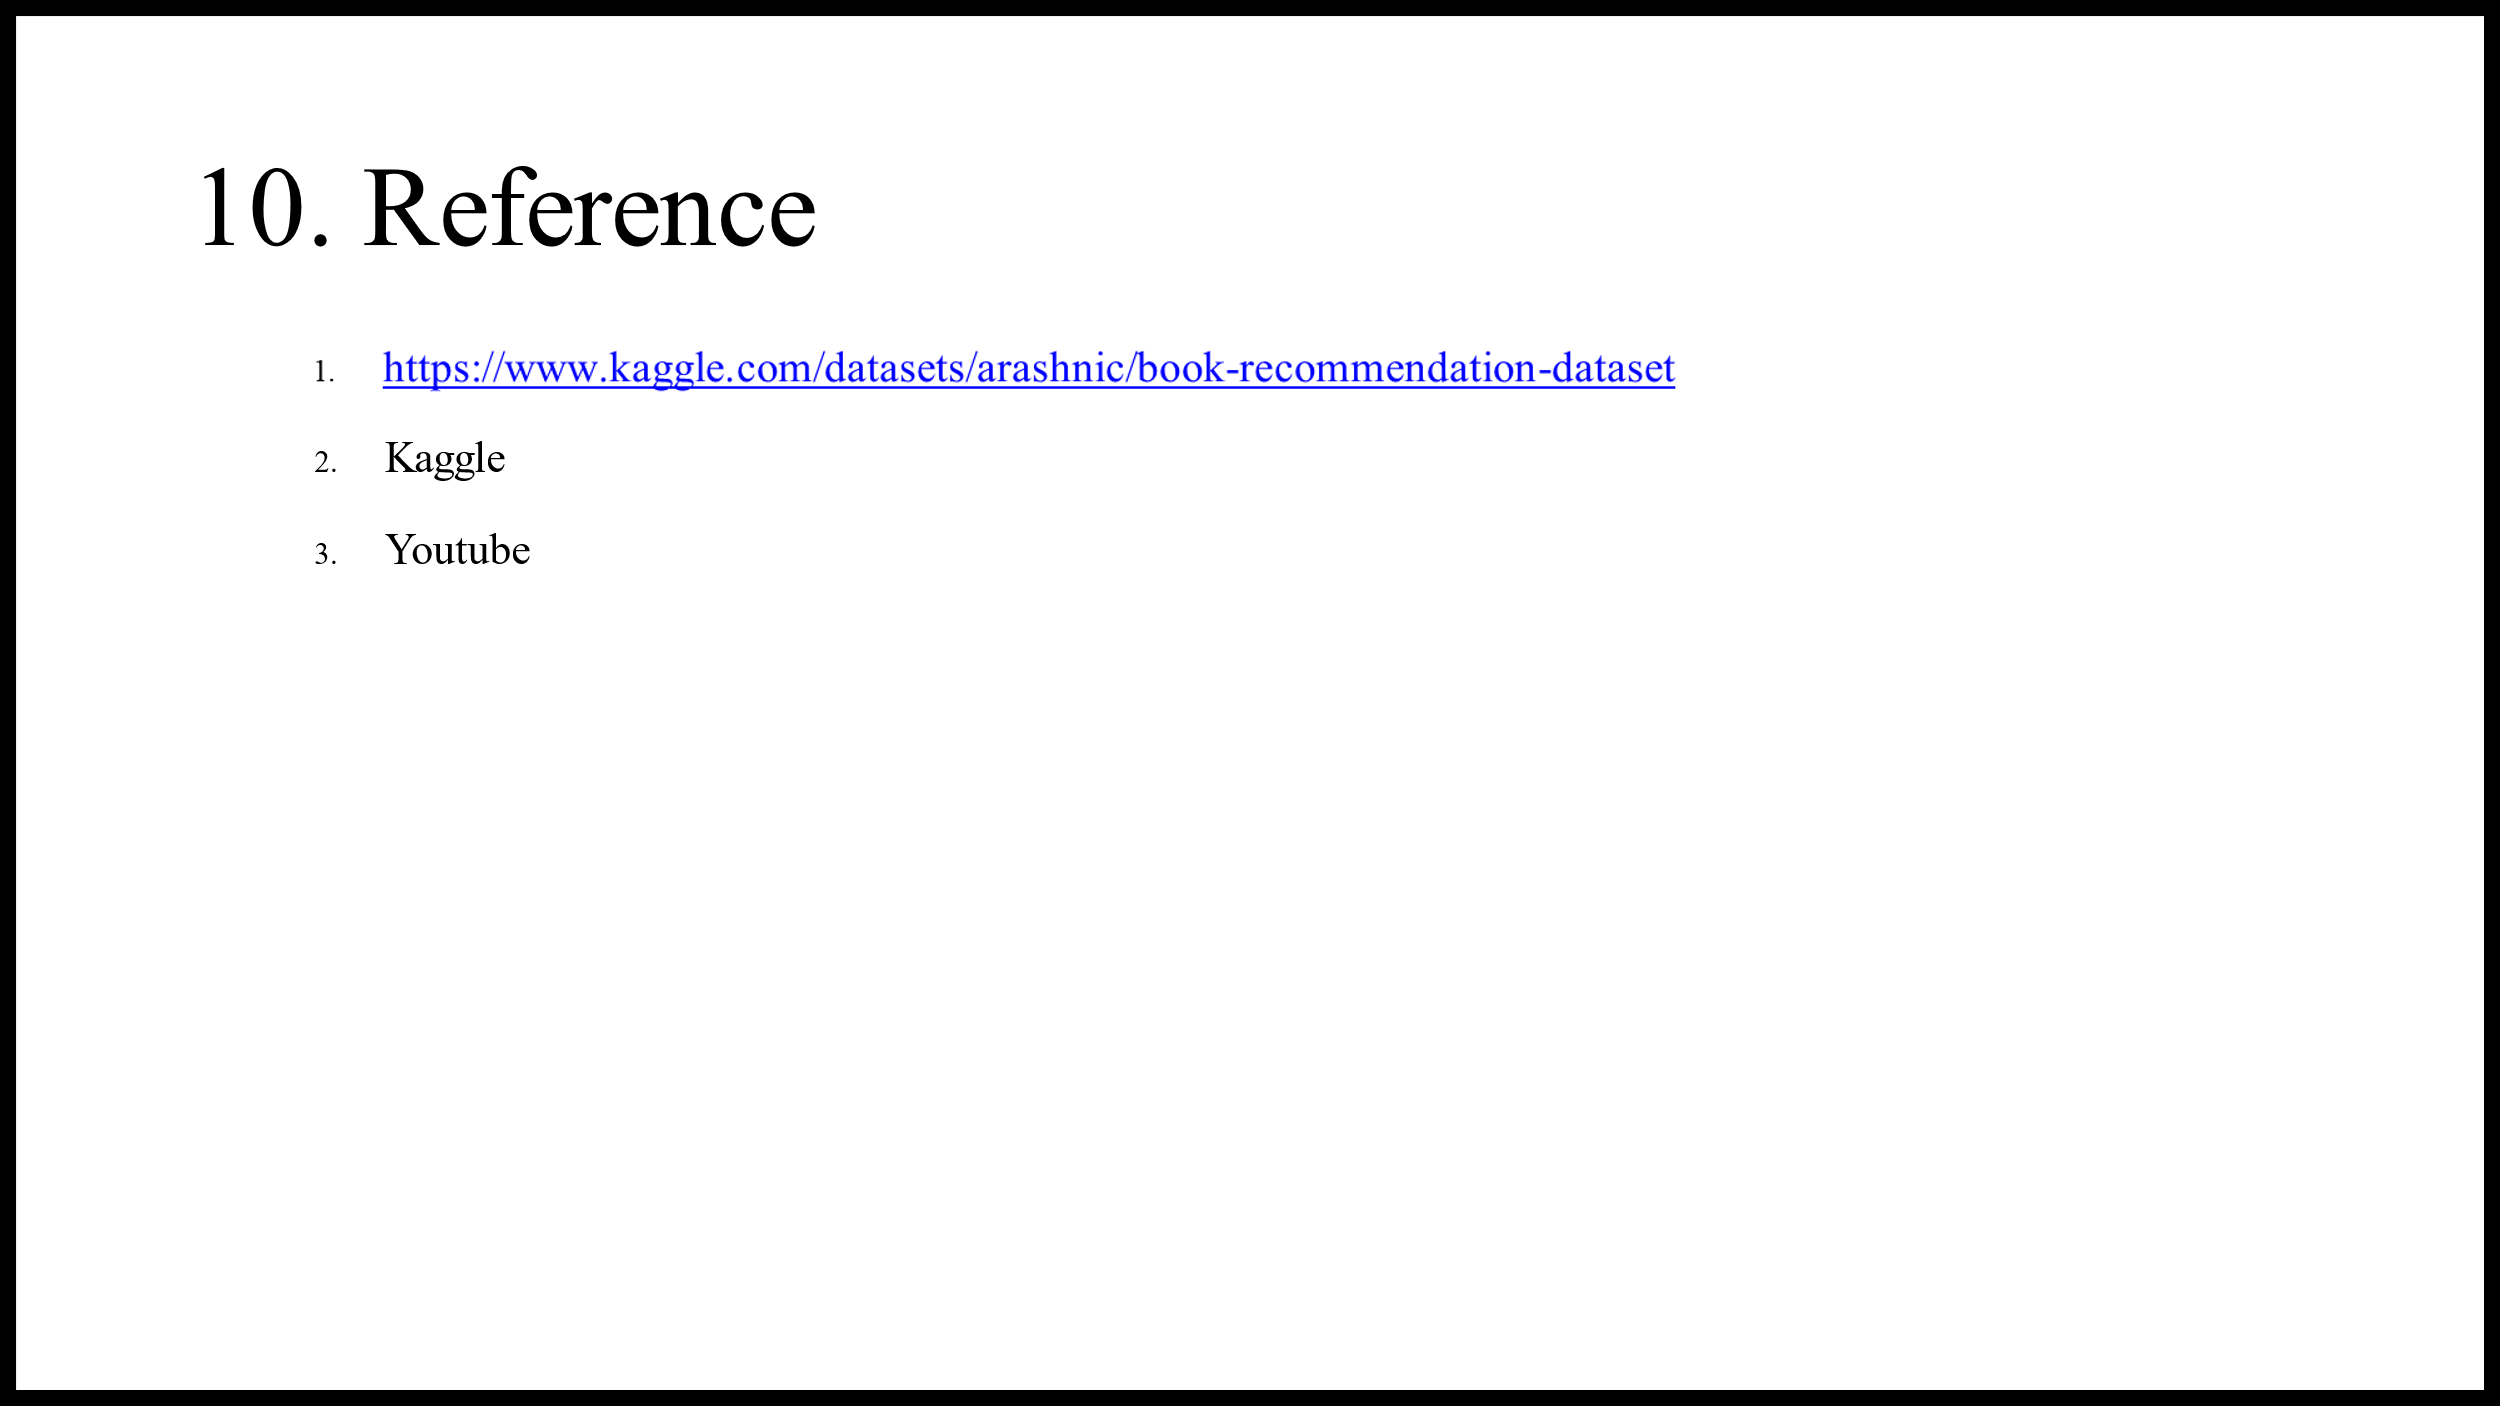 10. Reference
1. https://www.kaggle.com/datasets/arashnic/book-recommendation-dataset
2. Kaggle
3. Youtube